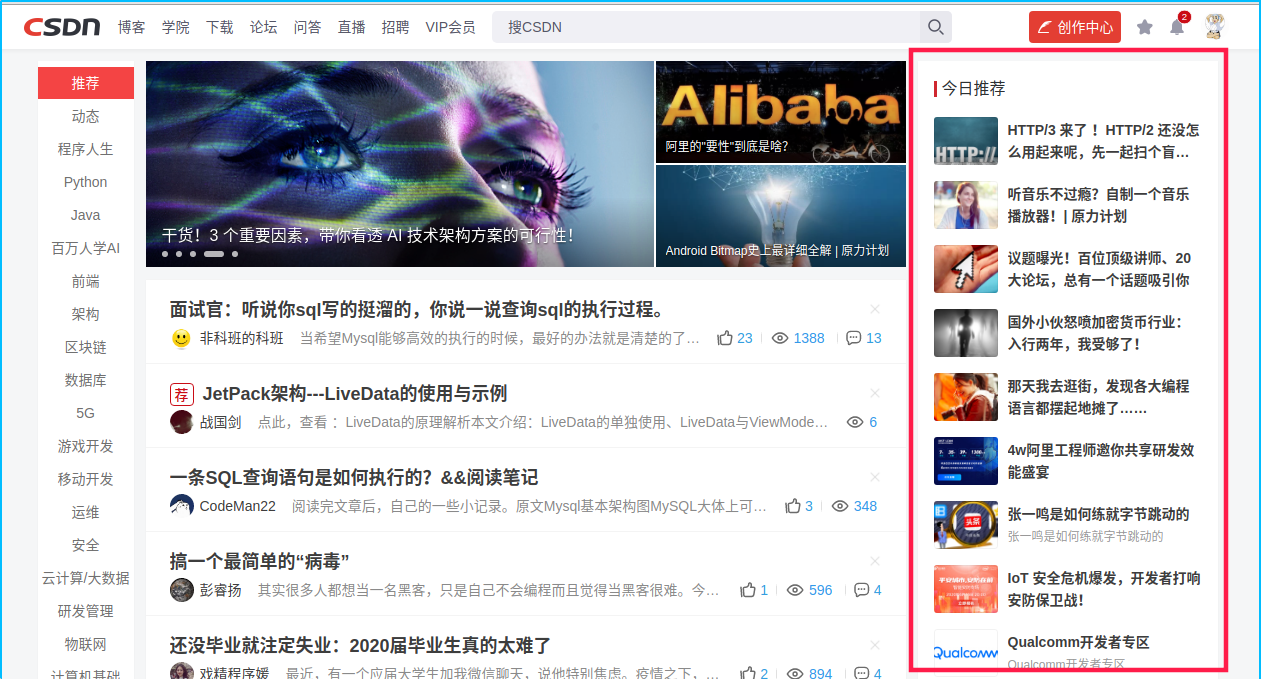 CSDN 博客 学院 下载 论坛 问答 直播 招聘 VIP会员 搜CSDN 创作中心 2
推荐
动态
程序人生
Python
Java
百万人学AI
前端
架构
区块链
数据库
5G
游戏开发
移动开发
运维
安全
云计算/大数据
研发管理
物联网
计算机基础
干货！3 个重要因素，带你看透 AI 技术架构方案的可行性！
Alibaba
阿里的"要性"到底是啥？
Android Bitmap史上最详细全解 | 原力计划
面试官：听说你sql写的挺溜的，你说一说查询sql的执行过程。
非科班的科班 当希望Mysql能够高效的执行的时候，最好的办法就是清楚的了… 23 1388 13
荐 JetPack架构---LiveData的使用与示例
战国剑 点此，查看： LiveData的原理解析本文介绍：LiveData的单独使用、LiveData与ViewMode… 6
一条SQL查询语句是如何执行的？&&阅读笔记
CodeMan22 阅读完文章后，自己的一些小记录。原文Mysql基本架构图MySQL大体上可… 3 348
搞一个最简单的“病毒”
彭睿扬 其实很多人都想当一名黑客，只是自己不会编程而且觉得当黑客很难。今… 1 596 4
还没毕业就注定失业：2020届毕业生真的太难了
戏精程序媛 最近，有一个应届大学生加我微信聊天，说他特别焦虑。疫情之下，… 2 894 4
今日推荐
HTTP://
HTTP/3 来了 ！HTTP/2 还没怎
么用起来呢，先一起扫个盲…
听音乐不过瘾？自制一个音乐
播放器！| 原力计划
议题曝光！百位顶级讲师、20
大论坛，总有一个话题吸引你
国外小伙怒喷加密货币行业：
入行两年，我受够了！
那天我去逛街，发现各大编程
语言都摆起地摊了……
4w阿里工程师邀你共享研发效
能盛宴
头条
张一鸣是如何练就字节跳动的
张一鸣是如何练就字节跳动的
IoT 安全危机爆发，开发者打响
安防保卫战！
Qualcomm
Qualcomm开发者专区
Qualcomm开发者专区